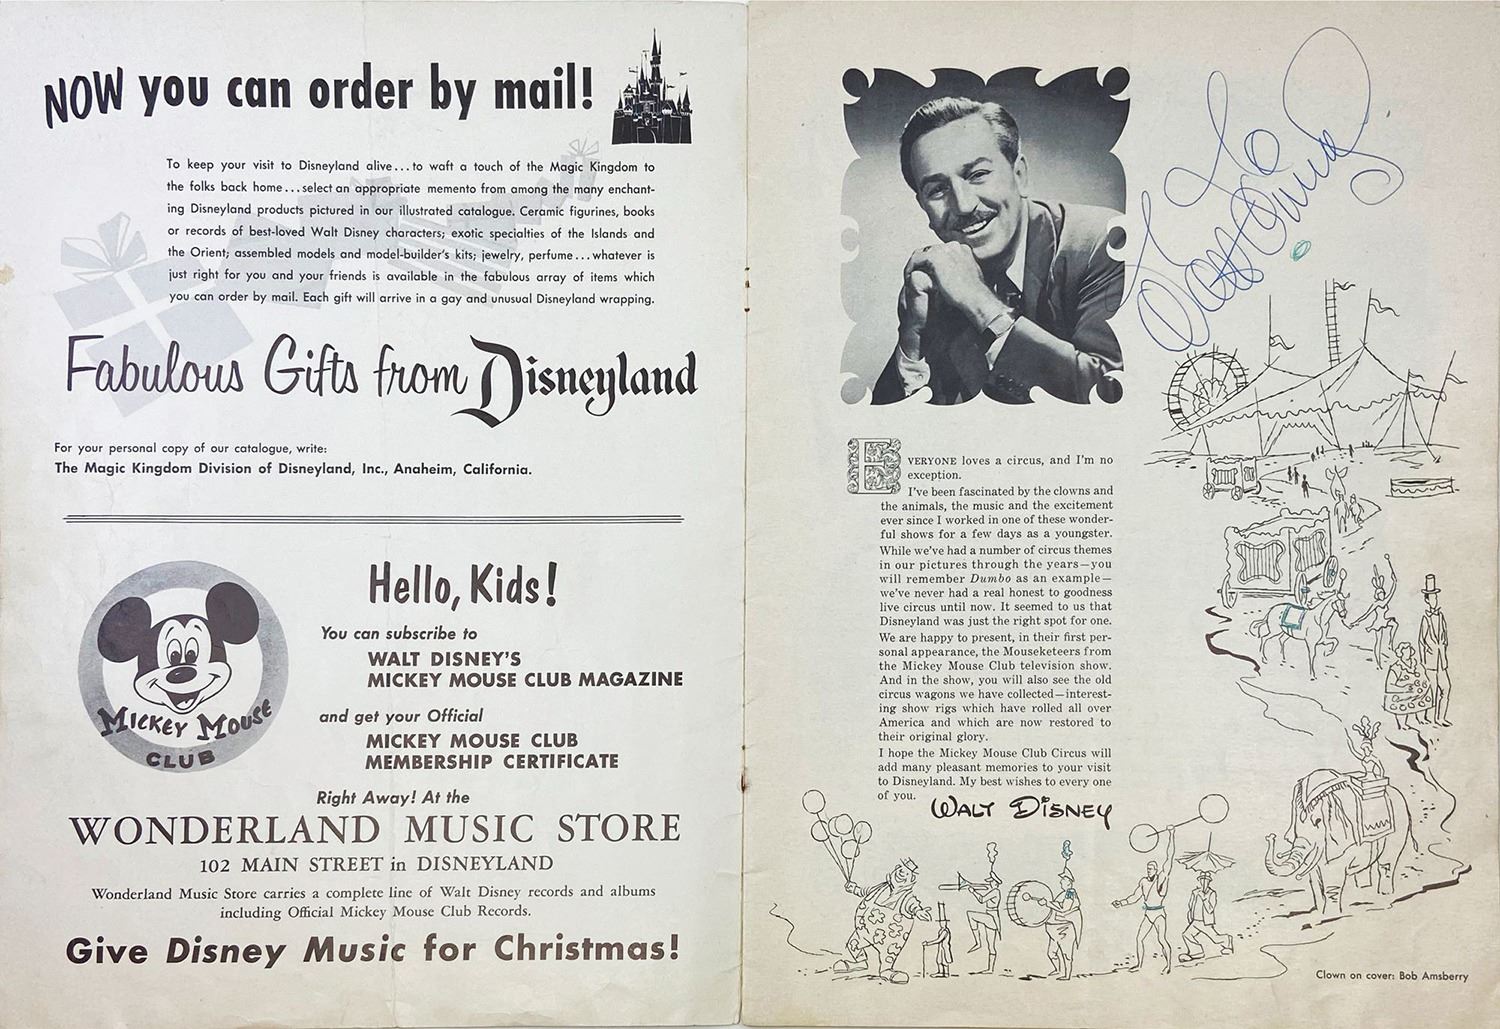 NOW you can order by mail!
To keep your visit to Disneyland alive...to waft a touch of the Magic Kingdom to
the folks back home...select an appropriate memento from among the many enchant-
ing Disneyland products pictured in our illustrated catalogue. Ceramic figurines, books
or records of best-loved Walt Disney characters; exotic specialties of the Islands and
the Orient; assembled models and model-builder's kits; jewelry, perfume...whatever is
just right for you and your friends is available in the fabulous array of items which
you can order by mail. Each gift will arrive in a gay and unusual Disneyland wrapping.
Fabulous Gifts from Disneyland
For your personal copy of our catalogue, write:
The Magic Kingdom Division of Disneyland, Inc., Anaheim, California.
MICKEY MOUSE
CLUB
Hello, Kids!
You can subscribe to
WALT DISNEY'S
MICKEY MOUSE CLUB MAGAZINE
and get your Official
MICKEY MOUSE CLUB
MEMBERSHIP CERTIFICATE
Right Away! At the
WONDERLAND MUSIC STORE
102 MAIN STREET in DISNEYLAND
Wonderland Music Store carries a complete line of Walt Disney records and albums
including Official Mickey Mouse Club Records.
Give Disney Music for Christmas!
EVERYONE loves a circus, and I'm no
exception.
I've been fascinated by the clowns and
the animals, the music and the excitement
ever since I worked in one of these wonder-
ful shows for a few days as a youngster.
While we've had a number of circus themes
in our pictures through the years—you
will remember Dumbo as an example—
we've never had a real honest to goodness
live circus until now. It seemed to us that
Disneyland was just the right spot for one.
We are happy to present, in their first per-
sonal appearance, the Mouseketeers from
the Mickey Mouse Club television show.
And in the show, you will also see the old
circus wagons we have collected—interest-
ing show rigs which have rolled all over
America and which are now restored to
their original glory.
I hope the Mickey Mouse Club Circus will
add many pleasant memories to your visit
to Disneyland. My best wishes to every one
of you.
WALT DISNEY
Clown on cover: Bob Amsberry